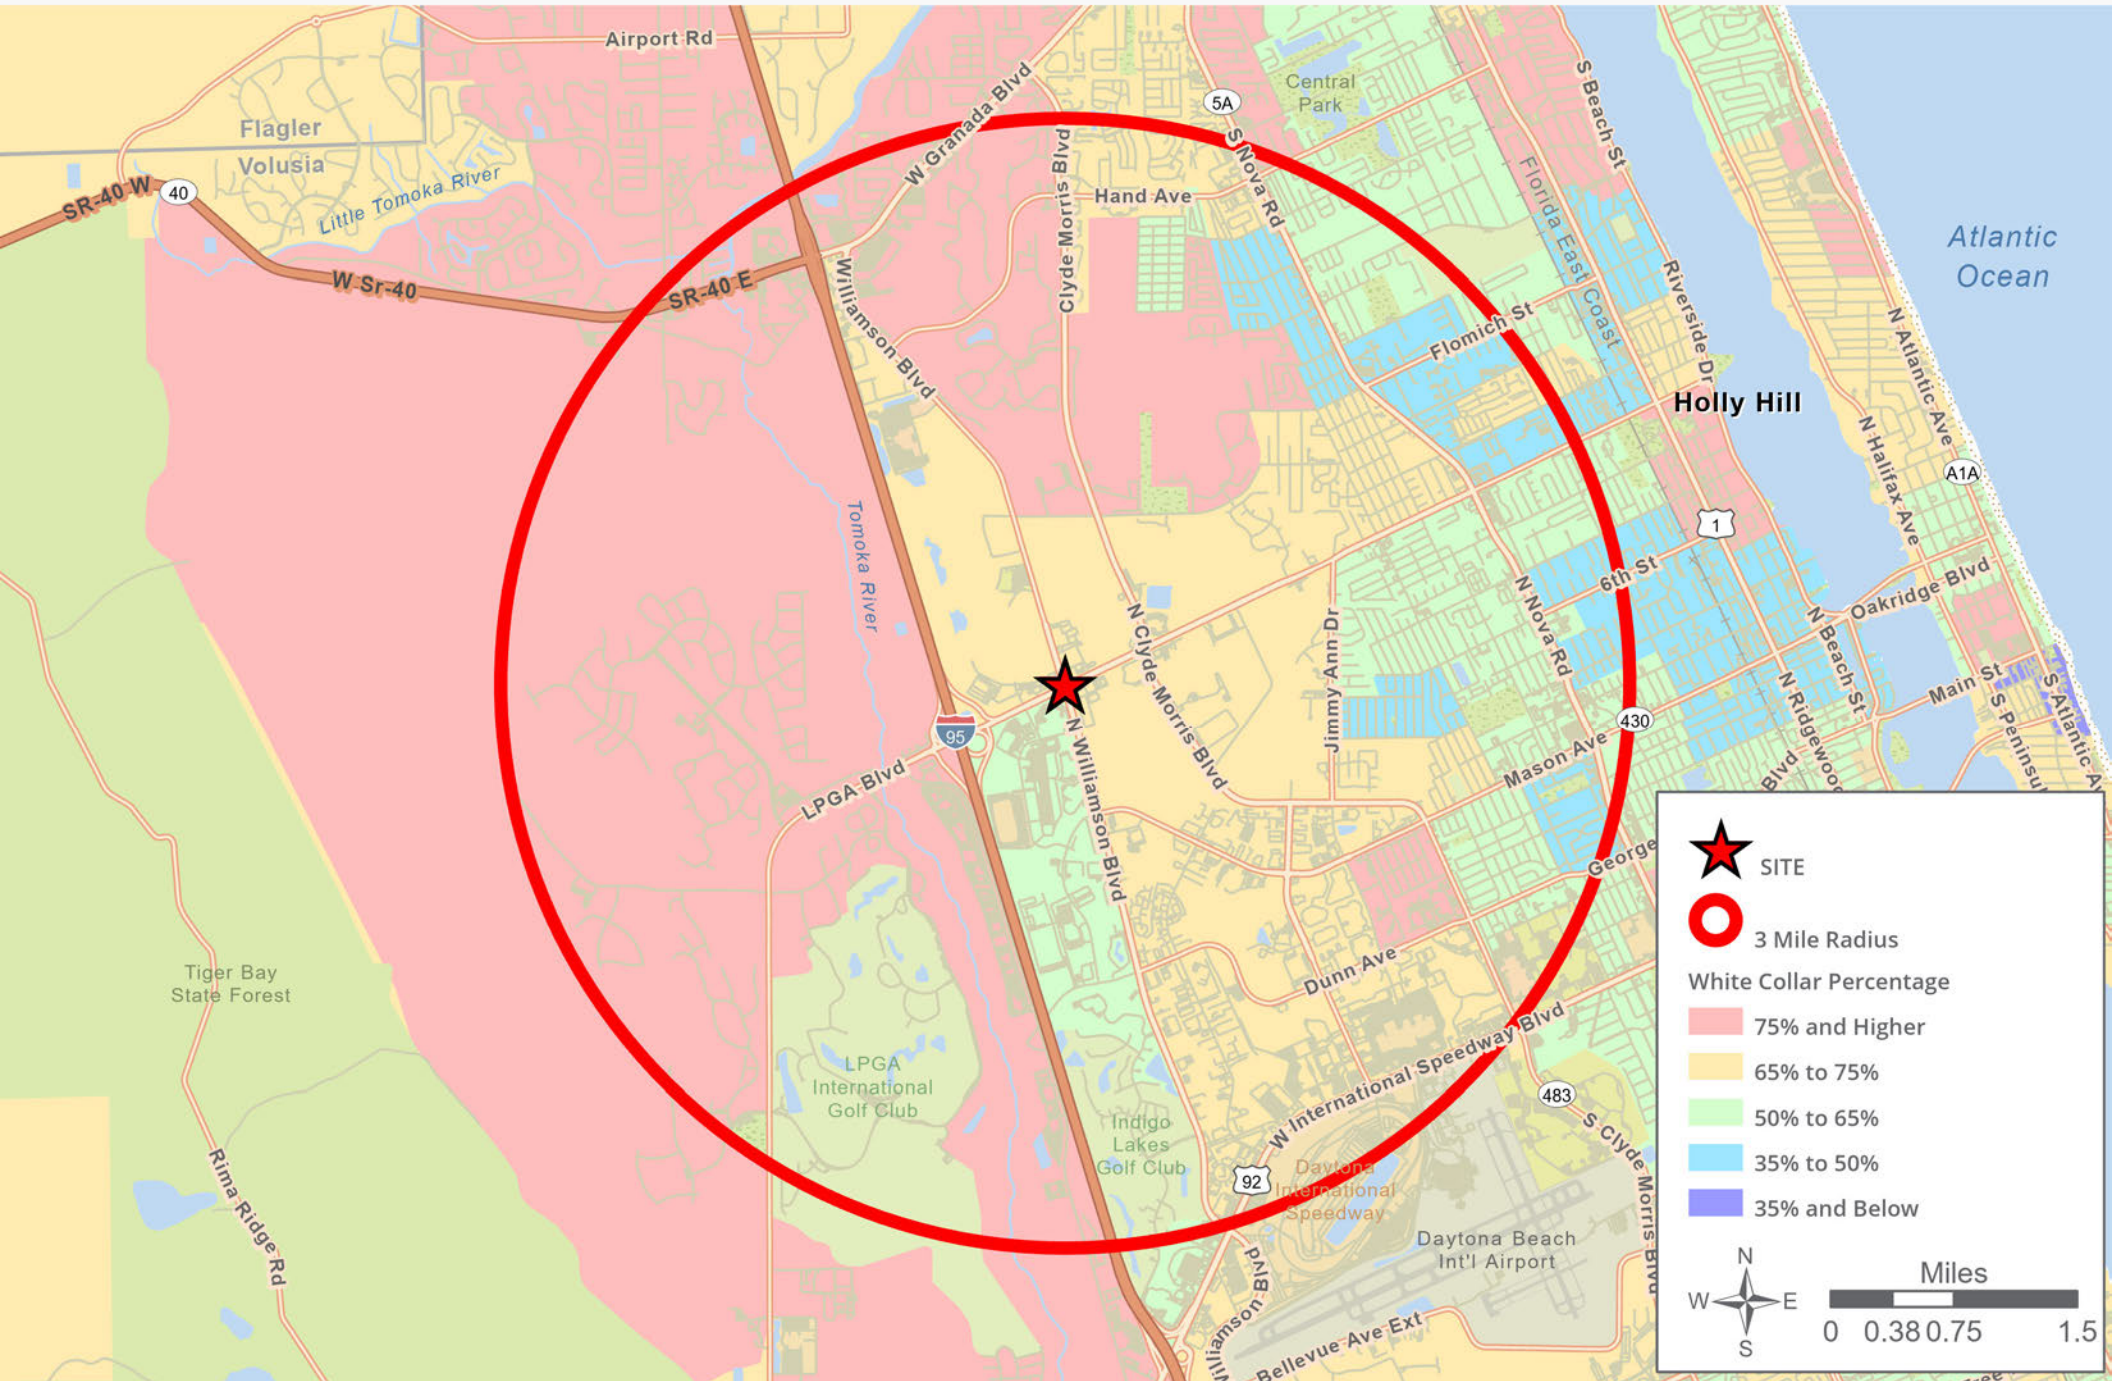 Airport Rd
Flagler
Volusia
Little Tomoka River
SR-40 W
40
W Sr-40
SR-40 E
W Granada Blvd
Clyde Morris Blvd
Hand Ave
5A
S Nova Rd
Central
Park
S Beach St
Florida East Coast
Riverside Dr
Atlantic
Ocean
N Atlantic Ave
Williamson Blvd
Flomich St
Holly Hill
N Halifax Ave
A1A
1
Tomoka River
6th St
N Nova Rd
Oakridge Blvd
N Beach St
Main St
N Clyde Morris Blvd
Jimmy Ann Dr
N Ridgewood
S Peninsu
S Atlantic Av
95
N Williamson Blvd
430
Mason Ave
Blvd
LPGA Blvd
George
Dunn Ave
Tiger Bay
State Forest
Rima Ridge Rd
LPGA
International
Golf Club
Indigo
Lakes
Golf Club
W International Speedway Blvd
483
S Clyde Morris Blvd
92
Daytona
International
Speedway
Daytona Beach
Int'l Airport
Williamson Blvd
Bellevue Ave Ext
SITE
3 Mile Radius
White Collar Percentage
75% and Higher
65% to 75%
50% to 65%
35% to 50%
35% and Below
N
W E
S
Miles
0 0.38 0.75 1.5